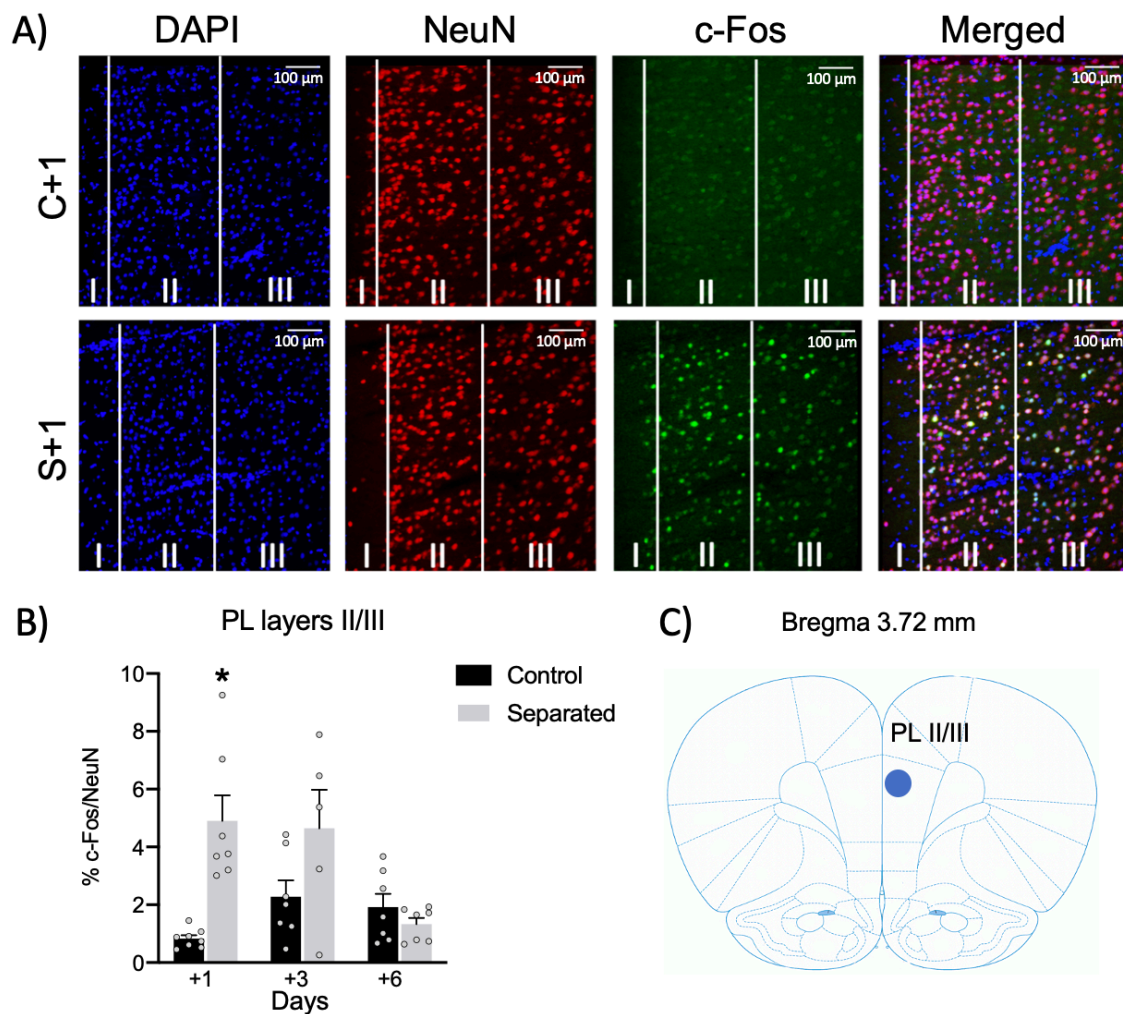 A)
DAPI
NeuN
c-Fos
Merged
C+1
100 µm
100 µm
100 µm
100 µm
I II III
I II III
I II III
I II III
S+1
100 µm
100 µm
100 µm
100 µm
I II III
I II III
I II III
I II III
B)
PL layers II/III
% c-Fos/NeuN
10
8
6
4
2
0
*
+1
+3
+6
Days
Control
Separated
C)
Bregma 3.72 mm
PL II/III